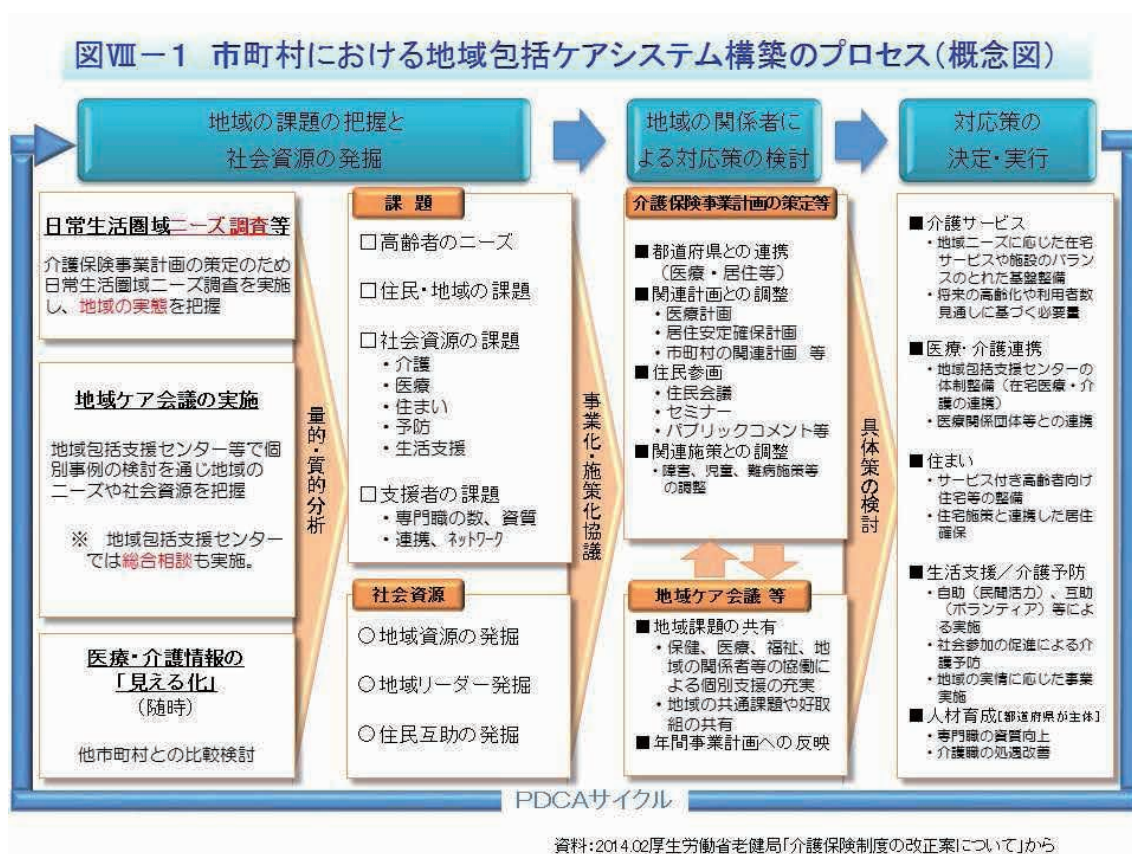 図Ⅷ－1 市町村における地域包括ケアシステム構築のプロセス(概念図)
地域の課題の把握と
社会資源の発掘
地域の関係者に
よる対応策の検討
対応策の
決定・実行
日常生活圏域ニーズ調査等
介護保険事業計画の策定のため
日常生活圏域ニーズ調査を実施
し、地域の実態を把握
地域ケア会議の実施
地域包括支援センター等で個
別事例の検討を通じ地域の
ニーズや社会資源を把握
※ 地域包括支援センター
では総合相談も実施。
医療・介護情報の
「見える化」
(随時)
他市町村との比較検討
量的・質的分析
課 題
□高齢者のニーズ
□住民・地域の課題
□社会資源の課題
・介護
・医療
・住まい
・予防
・生活支援
□支援者の課題
・専門職の数、資質
・連携、ネットワーク
社会資源
○地域資源の発掘
○地域リーダー発掘
○住民互助の発掘
事業化・施策化協議
介護保険事業計画の策定等
■都道府県との連携
(医療・居住等)
■関連計画との調整
・医療計画
・居住安定確保計画
・市町村の関連計画 等
■住民参画
・住民会議
・セミナー
・パブリックコメント等
■関連施策との調整
・障害、児童、難病施策等
の調整
地域ケア会議 等
■地域課題の共有
・保健、医療、福祉、地
域の関係者等の協働
による個別支援の充実
・地域の共通課題や好取
組の共有
■年間事業計画への反映
具体策の検討
■介護サービス
・地域ニーズに応じた在宅
サービスや施設のバラン
スのとれた基盤整備
・将来の高齢化や利用者数
見通しに基づく必要量
■医療・介護連携
・地域包括支援センターの
体制整備（在宅医療・介
護の連携）
・医療関係団体等との連携
■住まい
・サービス付き高齢者向け
住宅等の整備
・住宅施策と連携した居住
確保
■生活支援／介護予防
・自助（民間活力）、互助
（ボランティア）等によ
る実施
・社会参加の促進による介
護予防
・地域の実情に応じた事業
実施
■人材育成[都道府県が主体]
・専門職の資質向上
・介護職の処遇改善
PDCAサイクル
資料:2014.02厚生労働省老健局「介護保険制度の改正案について」から